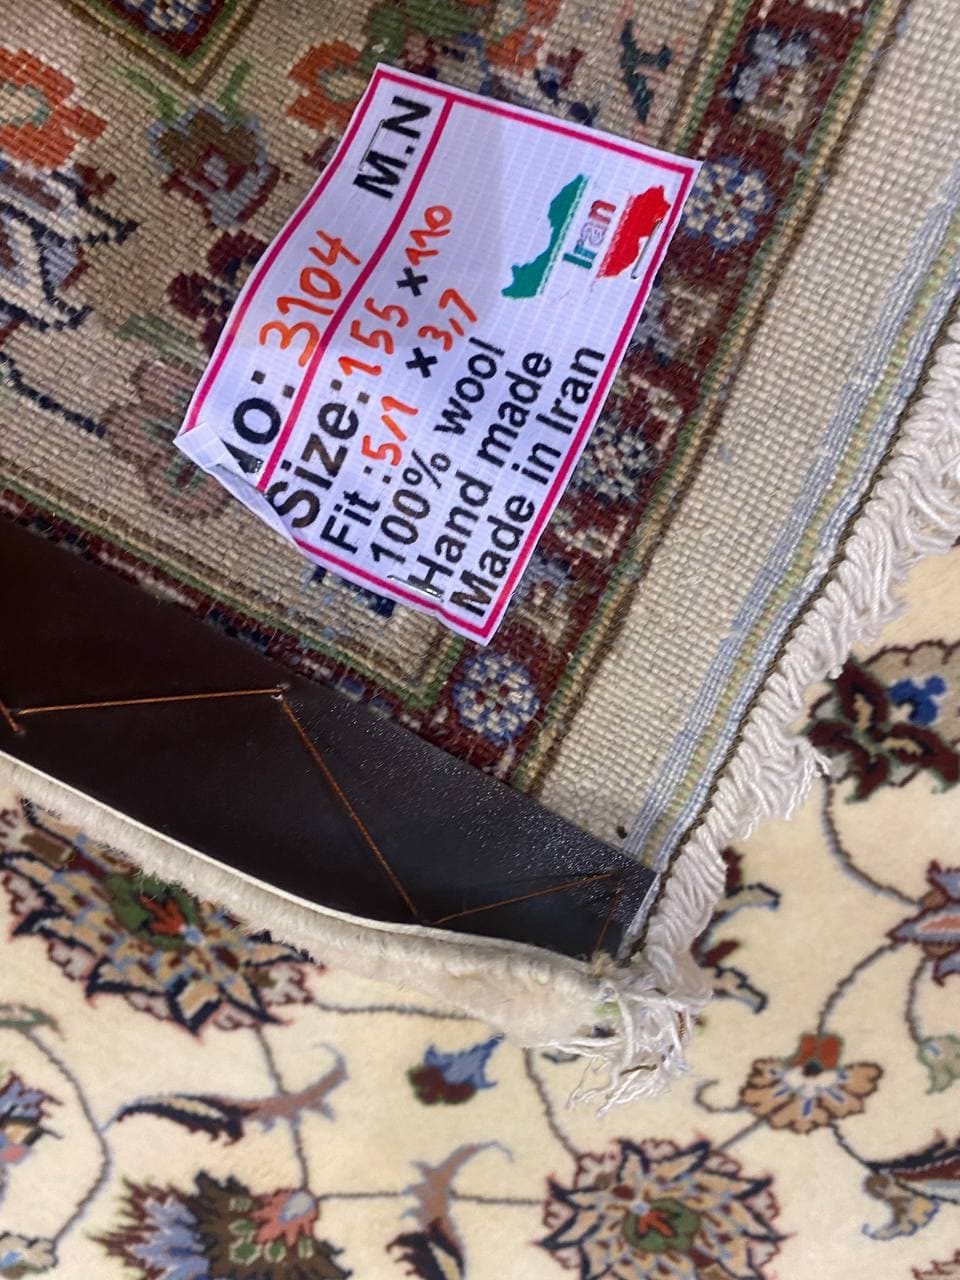 M.N
No: 3104
Size: 155 × 110
Fit: 5/1 × 3,7
100% wool
Hand made
Made in Iran
Iran